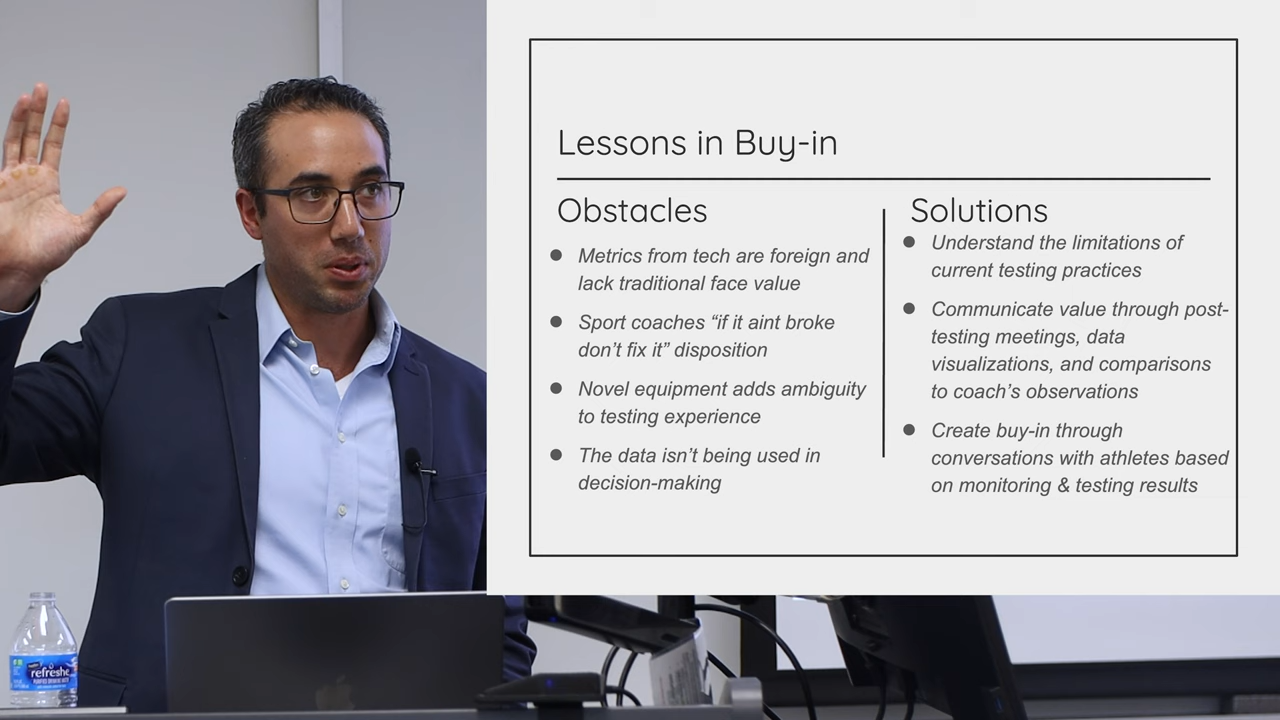 Lessons in Buy-in
Obstacles
Metrics from tech are foreign and
lack traditional face value
Sport coaches “if it aint broke
don’t fix it” disposition
Novel equipment adds ambiguity
to testing experience
The data isn’t being used in
decision-making
Solutions
Understand the limitations of
current testing practices
Communicate value through post-
testing meetings, data
visualizations, and comparisons
to coach’s observations
Create buy-in through
conversations with athletes based
on monitoring & testing results
refreshe